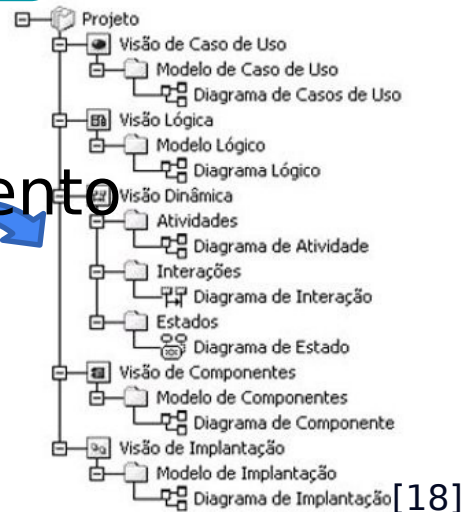 Projeto
Visão de Caso de Uso
Modelo de Caso de Uso
Diagrama de Casos de Uso
Visão Lógica
Modelo Lógico
Diagrama Lógico
ento
Visão Dinâmica
Atividades
Diagrama de Atividade
Interações
Diagrama de Interação
Estados
Diagrama de Estado
Visão de Componentes
Modelo de Componentes
Diagrama de Componente
Visão de Implantação
Modelo de Implantação
Diagrama de Implantação [18]